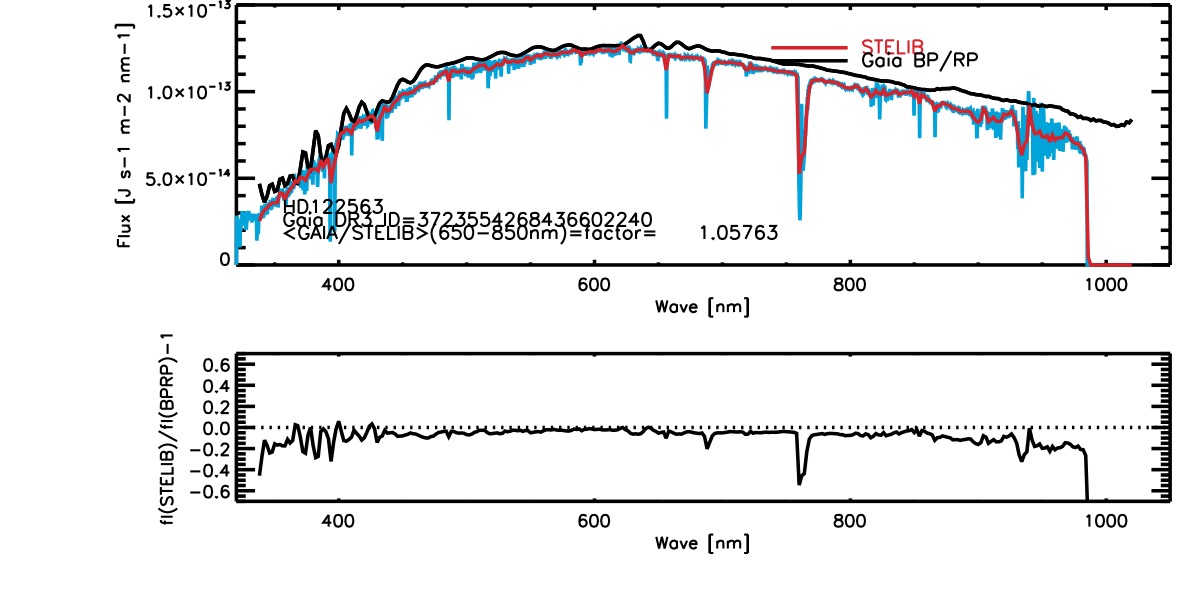 1.5×10−13
1.0×10−13
5.0×10−14
0
Flux [J s−1 m−2 nm−1]
STELIB
Gaia BP/RP
HD122563
Gaia DR3 ID=3723554268436602240
<GAIA/STELIB>(650−850nm)=factor= 1.05763
400 600 800 1000
Wave [nm]
fl(STELIB)/fl(BPRP)−1
0.6
0.4
0.2
0.0
−0.2
−0.4
−0.6
400 600 800 1000
Wave [nm]